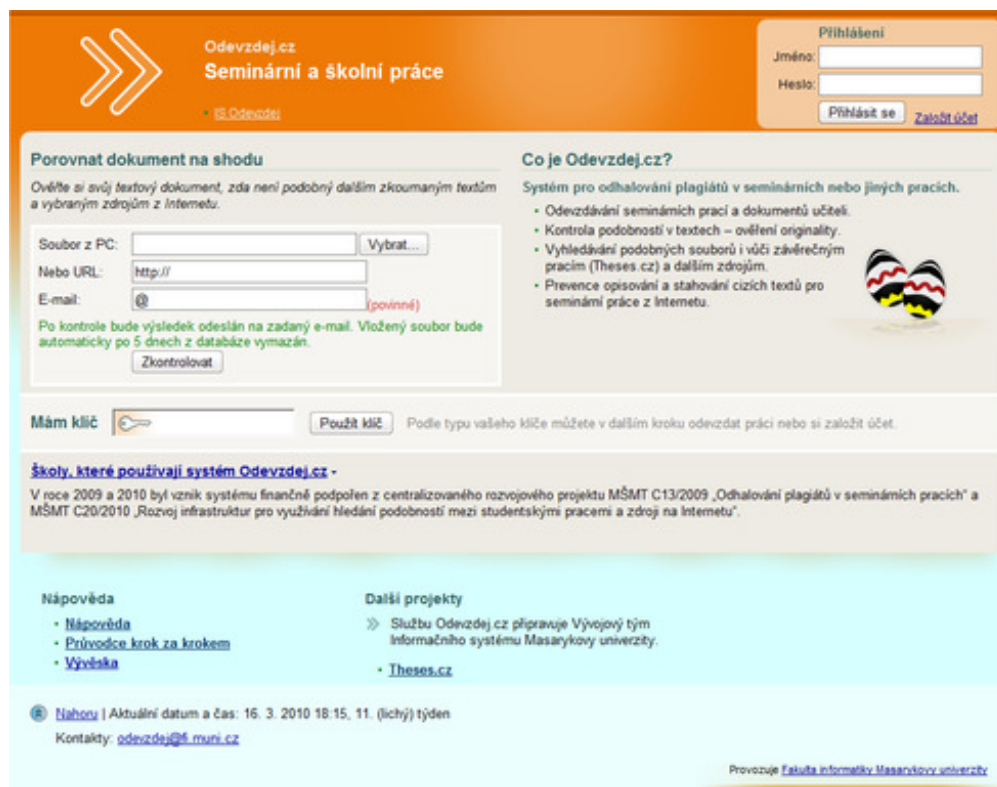 Odevzdej.cz
Seminární a školní práce
• IS Odevzdej
Přihlášení
Jméno:
Heslo:
Přihlásit se
Založit účet
Porovnat dokument na shodu
Ověřte si svůj textový dokument, zda není podobný dalším zkoumaným textům
a vybraným zdrojům z Internetu.
Soubor z PC:
Vybrat...
Nebo URL:
http://
E-mail:
@
(povinné)
Po kontrole bude výsledek odeslán na zadaný e-mail. Vložený soubor bude
automaticky po 5 dnech z databáze vymazán.
Zkontrolovat
Co je Odevzdej.cz?
Systém pro odhalování plagiátů v seminárních nebo jiných pracích.
• Odevzdávání seminárních prací a dokumentů učiteli.
• Kontrola podobností v textech – ověření originality.
• Vyhledávání podobných souborů i vůči závěrečným
pracím (Theses.cz) a dalším zdrojům.
• Prevence opisování a stahování cizích textů pro
seminární práce z Internetu.
Mám klíč
Použít klíč
Podle typu vašeho klíče můžete v dalším kroku odevzdat práci nebo si založit účet.
Školy, které používají systém Odevzdej.cz -
V roce 2009 a 2010 byl vznik systému finančně podpořen z centralizovaného rozvojového projektu MŠMT C13/2009 „Odhalování plagiátů v seminárních pracích" a
MŠMT C20/2010 „Rozvoj infrastruktur pro využívání hledání podobností mezi studentskými pracemi a zdroji na Internetu".
Nápověda
• Nápověda
• Průvodce krok za krokem
• Vývěska
Další projekty
Službu Odevzdej.cz připravuje Vývojový tým
Informačního systému Masarykovy univerzity.
• Theses.cz
Nahoru | Aktuální datum a čas: 16. 3. 2010 18:15, 11. (lichý) týden
Kontakty: odevzdej@fi.muni.cz
Provozuje Fakulta informatiky Masarykovy univerzity